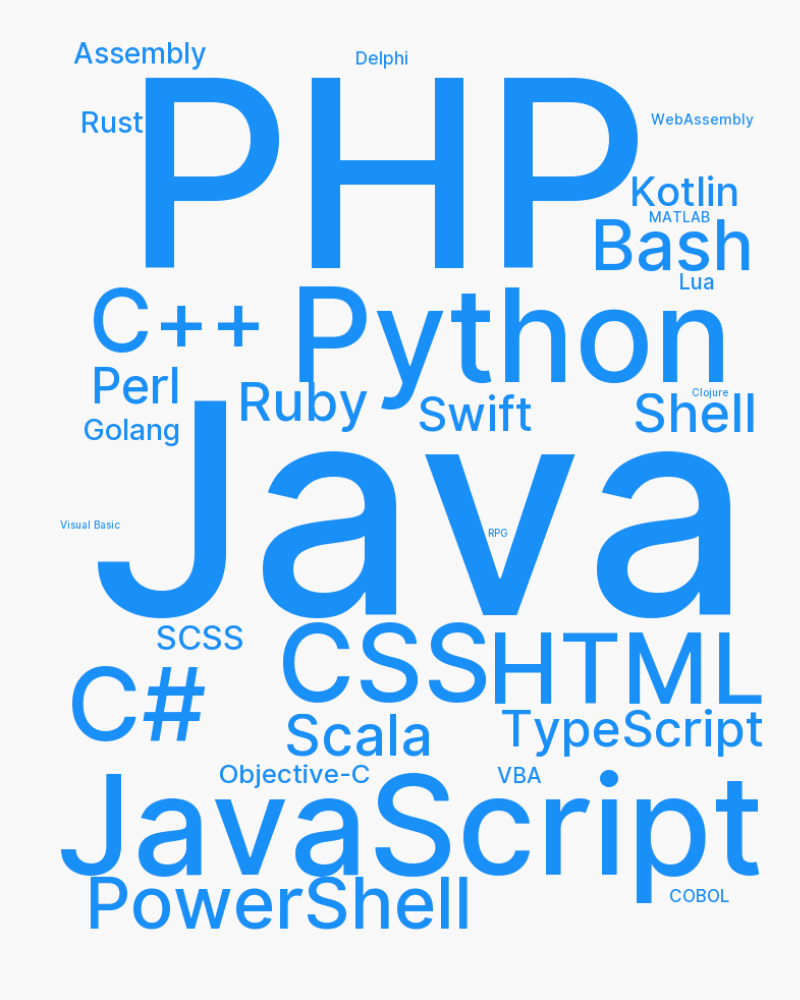 Assembly
Delphi
PHP
Rust
WebAssembly
Kotlin
MATLAB
Bash
Lua
C++
Python
Perl
Ruby
Swift
Clojure
Shell
Golang
Java
Visual Basic
RPG
SCSS
CSS
HTML
C#
Scala
TypeScript
Objective-C
VBA
JavaScript
PowerShell
COBOL